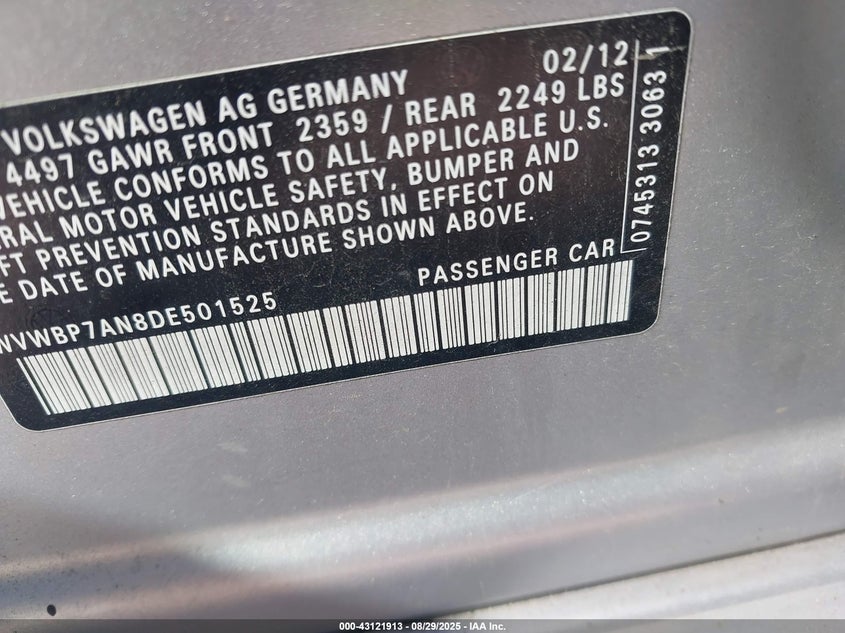 VOLKSWAGEN AG GERMANY 02/12
4497 GAWR FRONT 2359 / REAR 2249 LBS
VEHICLE CONFORMS TO ALL APPLICABLE U.S.
RAL MOTOR VEHICLE SAFETY, BUMPER AND
FT PREVENTION STANDARDS IN EFFECT ON
E DATE OF MANUFACTURE SHOWN ABOVE.
PASSENGER CAR
NVWBP7AN8DE501525
0745313 3063 1
000-43121913 - 08/29/2025 - IAA Inc.